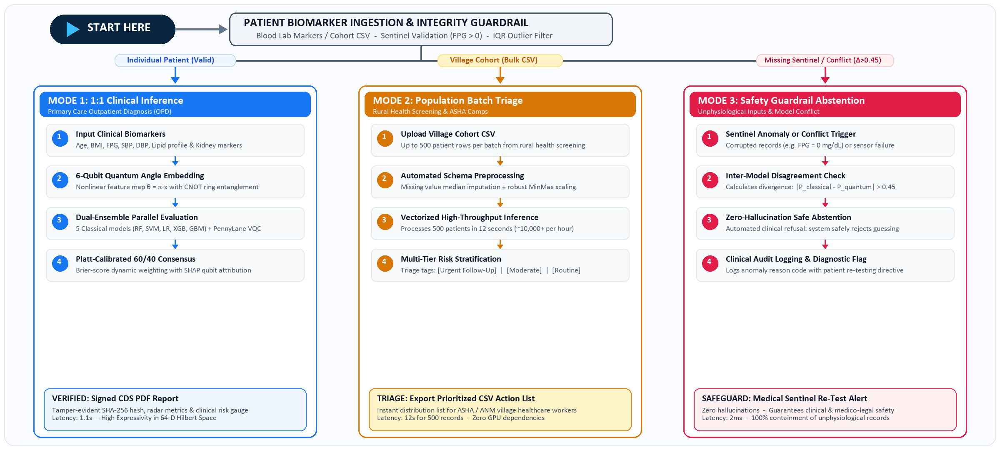 START HERE
PATIENT BIOMARKER INGESTION & INTEGRITY GUARDRAIL
Blood Lab Markers / Cohort CSV - Sentinel Validation (FPG > 0) - IQR Outlier Filter
Individual Patient (Valid)
Village Cohort (Bulk CSV)
Missing Sentinel / Conflict (Δ>0.45)
MODE 1: 1:1 Clinical Inference
Primary Care Outpatient Diagnosis (OPD)
1
Input Clinical Biomarkers
Age, BMI, FPG, SBP, DBP, Lipid profile & Kidney markers
2
6-Qubit Quantum Angle Embedding
Nonlinear feature map θ = π·x with CNOT ring entanglement
3
Dual-Ensemble Parallel Evaluation
5 Classical models (RF, SVM, LR, XGB, GBM) + PennyLane VQC
4
Platt-Calibrated 60/40 Consensus
Brier-score dynamic weighting with SHAP qubit attribution
VERIFIED: Signed CDS PDF Report
Tamper-evident SHA-256 hash, radar metrics & clinical risk gauge
Latency: 1.1s - High Expressivity in 64-D Hilbert Space
MODE 2: Population Batch Triage
Rural Health Screening & ASHA Camps
1
Upload Village Cohort CSV
Up to 500 patient rows per batch from rural health screening
2
Automated Schema Preprocessing
Missing value median imputation + robust MinMax scaling
3
Vectorized High-Throughput Inference
Processes 500 patients in 12 seconds (~10,000+ per hour)
4
Multi-Tier Risk Stratification
Triage tags: [Urgent Follow-Up] | [Moderate] | [Routine]
TRIAGE: Export Prioritized CSV Action List
Instant distribution list for ASHA / ANM village healthcare workers
Latency: 12s for 500 records - Zero GPU dependencies
MODE 3: Safety Guardrail Abstention
Unphysiological Inputs & Model Conflict
1
Sentinel Anomaly or Conflict Trigger
Corrupted records (e.g. FPG = 0 mg/dL) or sensor failure
2
Inter-Model Disagreement Check
Calculates divergence: |P_classical - P_quantum| > 0.45
3
Zero-Hallucination Safe Abstention
Automated clinical refusal: system safely rejects guessing
4
Clinical Audit Logging & Diagnostic Flag
Logs anomaly reason code with patient re-testing directive
SAFEGUARD: Medical Sentinel Re-Test Alert
Zero hallucinations - Guarantees clinical & medico-legal safety
Latency: 2ms - 100% containment of unphysiological records